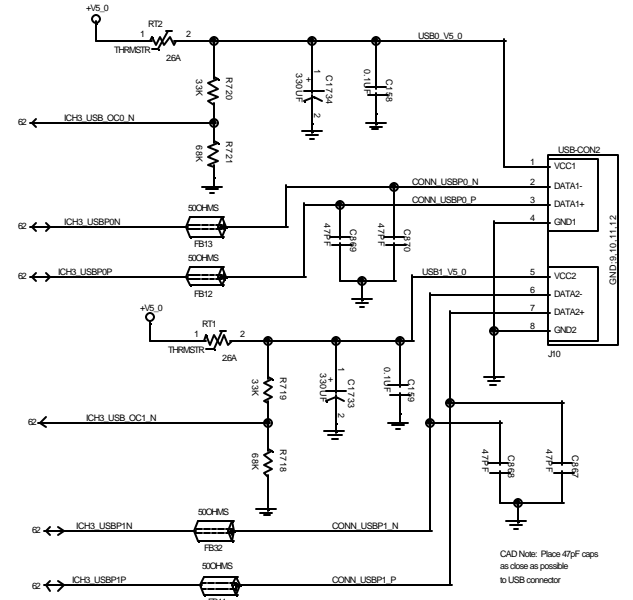 +V5_0
RT2
1 2
THRMSTR
2.6A
USB0_V5_0
R720
33K
1
+
C1734
330UF
2
C158
0.1UF
62 ICH3_USB_OC0_N
R721
68K
USB-CON2
1 VCC1
2 DATA1-
3 DATA1+
4 GND1
CONN_USBP0_N
CONN_USBP0_P
50OHMS
62 ICH3_USBP0N
FB13
50OHMS
62 ICH3_USBP0P
FB12
47PF
C869
47PF
C870
USB1_V5_0
5 VCC2
6 DATA2-
7 DATA2+
8 GND2
GND:9,10,11,12
J10
+V5_0
RT1
1 2
THRMSTR
2.6A
R719
33K
1
+
C1733
330UF
2
C159
0.1UF
62 ICH3_USB_OC1_N
R718
68K
C868
47PF
C867
47PF
50OHMS
62 ICH3_USBP1N
FB32
CONN_USBP1_N
50OHMS
62 ICH3_USBP1P
CONN_USBP1_P
CAD Note: Place 47pF caps
as close as possible
to USB connector